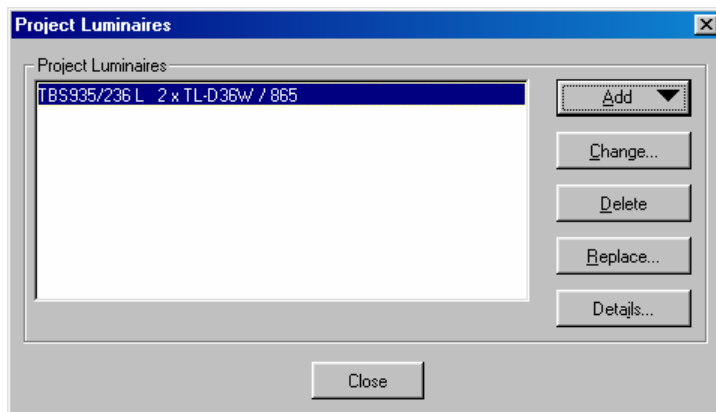 Project Luminaires
Project Luminaires
TBS935/236 L 2 x TL-D36W / 865
Add
Change...
Delete
Replace...
Details...
Close